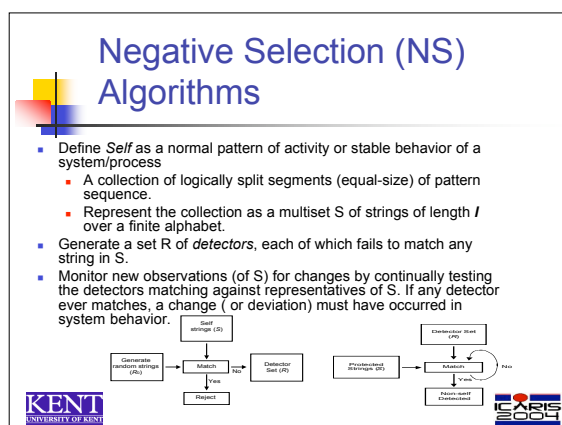 Negative Selection (NS)
Algorithms
Define Self as a normal pattern of activity or stable behavior of a
system/process
A collection of logically split segments (equal-size) of pattern
sequence.
Represent the collection as a multiset S of strings of length l
over a finite alphabet.
Generate a set R of detectors, each of which fails to match any
string in S.
Monitor new observations (of S) for changes by continually testing
the detectors matching against representatives of S. If any detector
ever matches, a change ( or deviation) must have occurred in
system behavior.
Self
strings (S)
Generate
random strings
(R₀)
Match
No
Detector
Set (R)
Yes
Reject
Detector Set
(R)
Protected
Strings (S)
Match
No
Yes
Non-self
Detected
KENT
UNIVERSITY OF KENT
ICARIS
2004